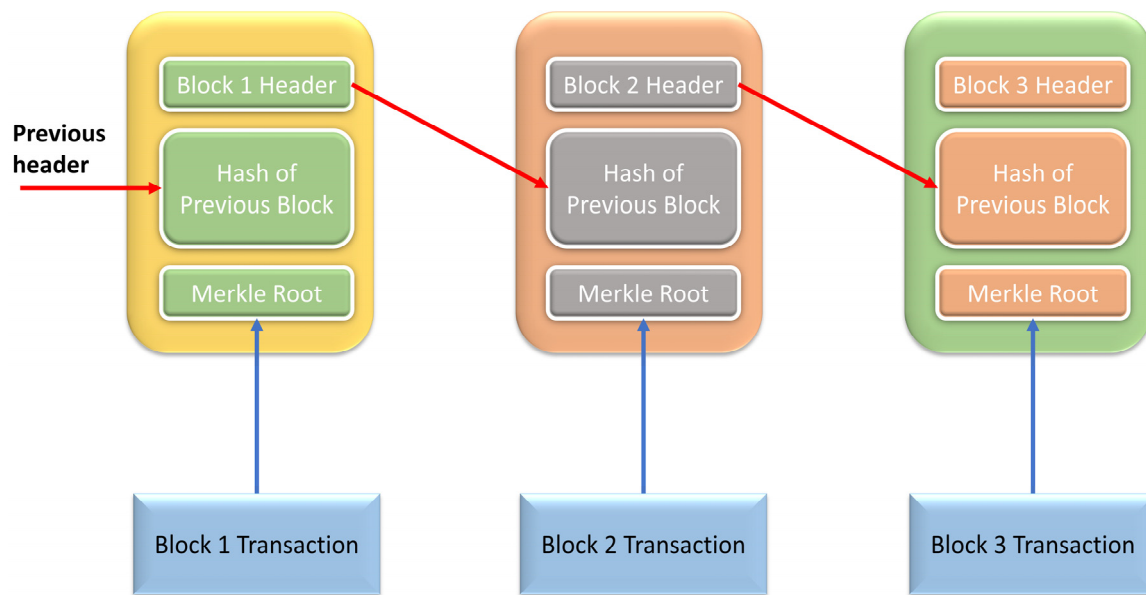 Previous
header
Block 1 Header
Hash of
Previous Block
Merkle Root
Block 1 Transaction
Block 2 Header
Hash of
Previous Block
Merkle Root
Block 2 Transaction
Block 3 Header
Hash of
Previous Block
Merkle Root
Block 3 Transaction